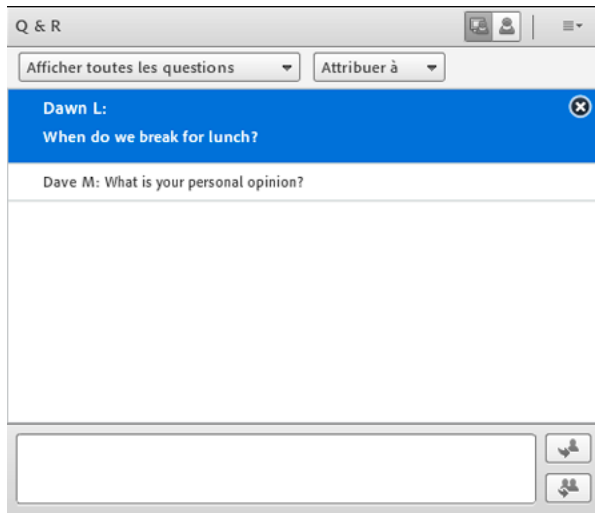 Q & R
Afficher toutes les questions
Attribuer à
Dawn L:
When do we break for lunch?
Dave M: What is your personal opinion?